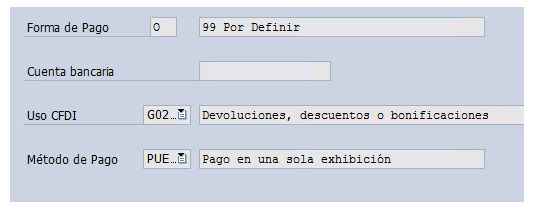 Forma de Pago O 99 Por Definir
Cuenta bancaria
Uso CFDI G02… Devoluciones, descuentos o bonificaciones
Método de Pago PUE… Pago en una sola exhibición